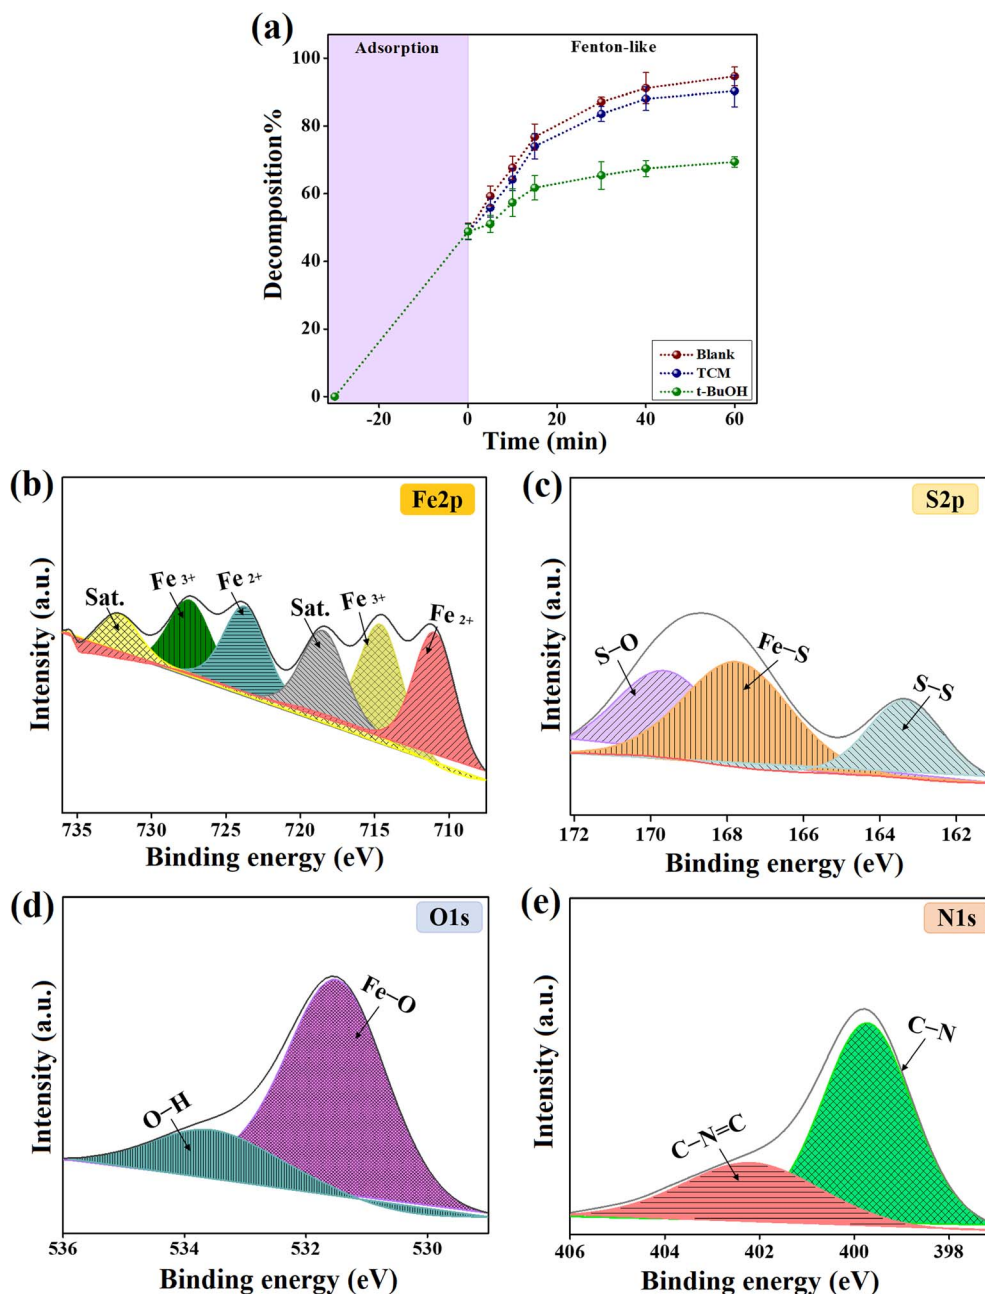 (a)
Adsorption
Fenton-like
Decomposition%
100
80
60
40
20
0
Blank
TCM
t-BuOH
-20 0 20 40 60
Time (min)
(b)
Fe2p
Intensity (a.u.)
Sat.
Fe 3+
Fe 2+
Sat.
Fe 3+
Fe 2+
735 730 725 720 715 710
Binding energy (eV)
(c)
S2p
Intensity (a.u.)
S–O
Fe–S
S–S
172 170 168 166 164 162
Binding energy (eV)
(d)
O1s
Intensity (a.u.)
Fe–O
O–H
536 534 532 530
Binding energy (eV)
(e)
N1s
Intensity (a.u.)
C–N
C–N=C
406 404 402 400 398
Binding energy (eV)